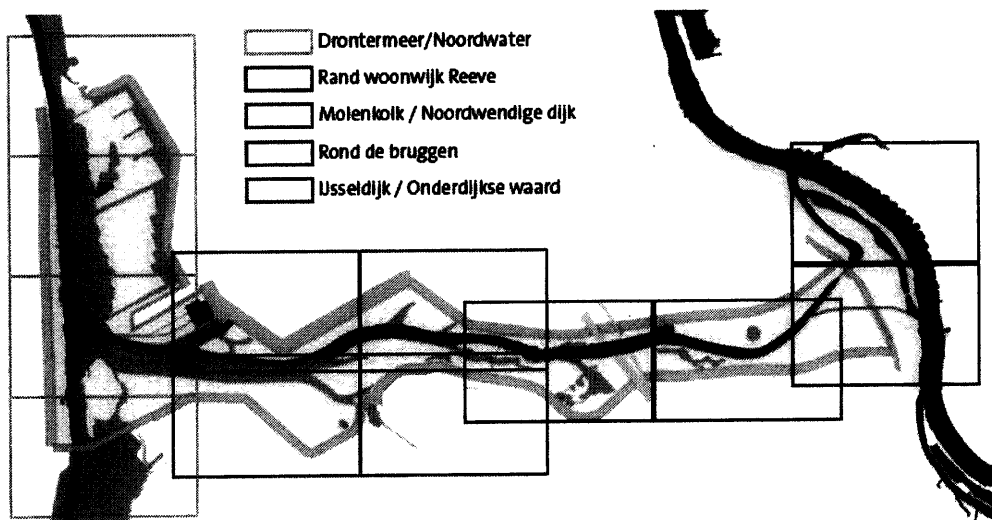 Drontermeer/Noordwater
Rand woonwijk Reeve
Molenkolk / Noordwendige dijk
Rond de bruggen
IJsseldijk / Onderdijkse waard